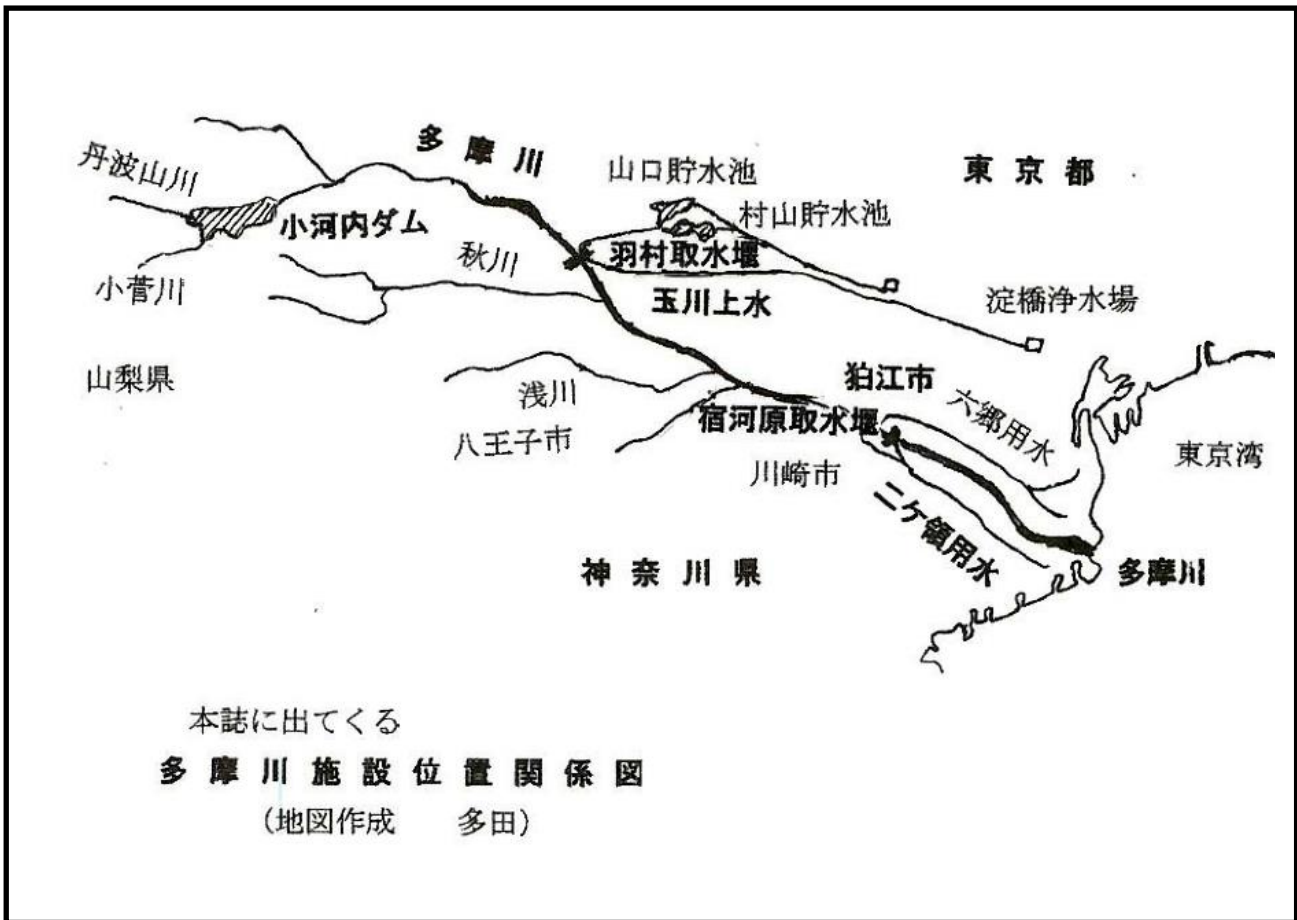 多摩川
丹波山川
山口貯水池
東京都
村山貯水池
小河内ダム
羽村取水堰
秋川
小菅川
玉川上水
淀橋浄水場
山梨県
狛江市
浅川
六郷用水
宿河原取水堰
八王子市
川崎市
東京湾
二ケ領用水
神奈川県
多摩川
本誌に出てくる
多摩川施設位置関係図
（地図作成　多田）